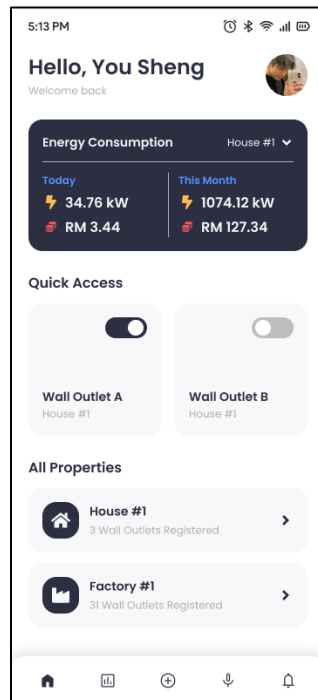 5:13 PM
Hello, You Sheng
Welcome back
Energy Consumption House #1
Today This Month
34.76 kW 1074.12 kW
RM 3.44 RM 127.34
Quick Access
Wall Outlet A Wall Outlet B
House #1 House #1
All Properties
House #1
3 Wall Outlets Registered
Factory #1
31 Wall Outlets Registered